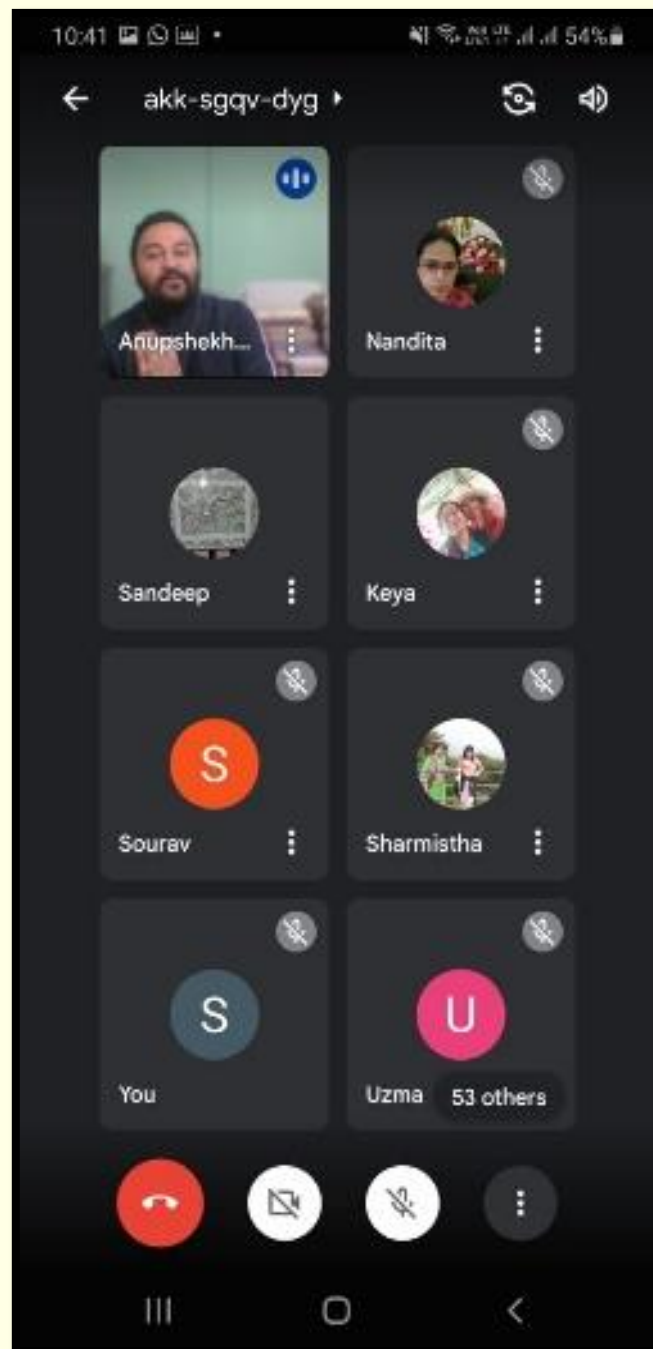 10:41 54%
akk-sgqv-dyg
Anupshekh...
Nandita
Sandeep
Keya
S
Sourav
Sharmistha
S
You
U
Uzma
53 others